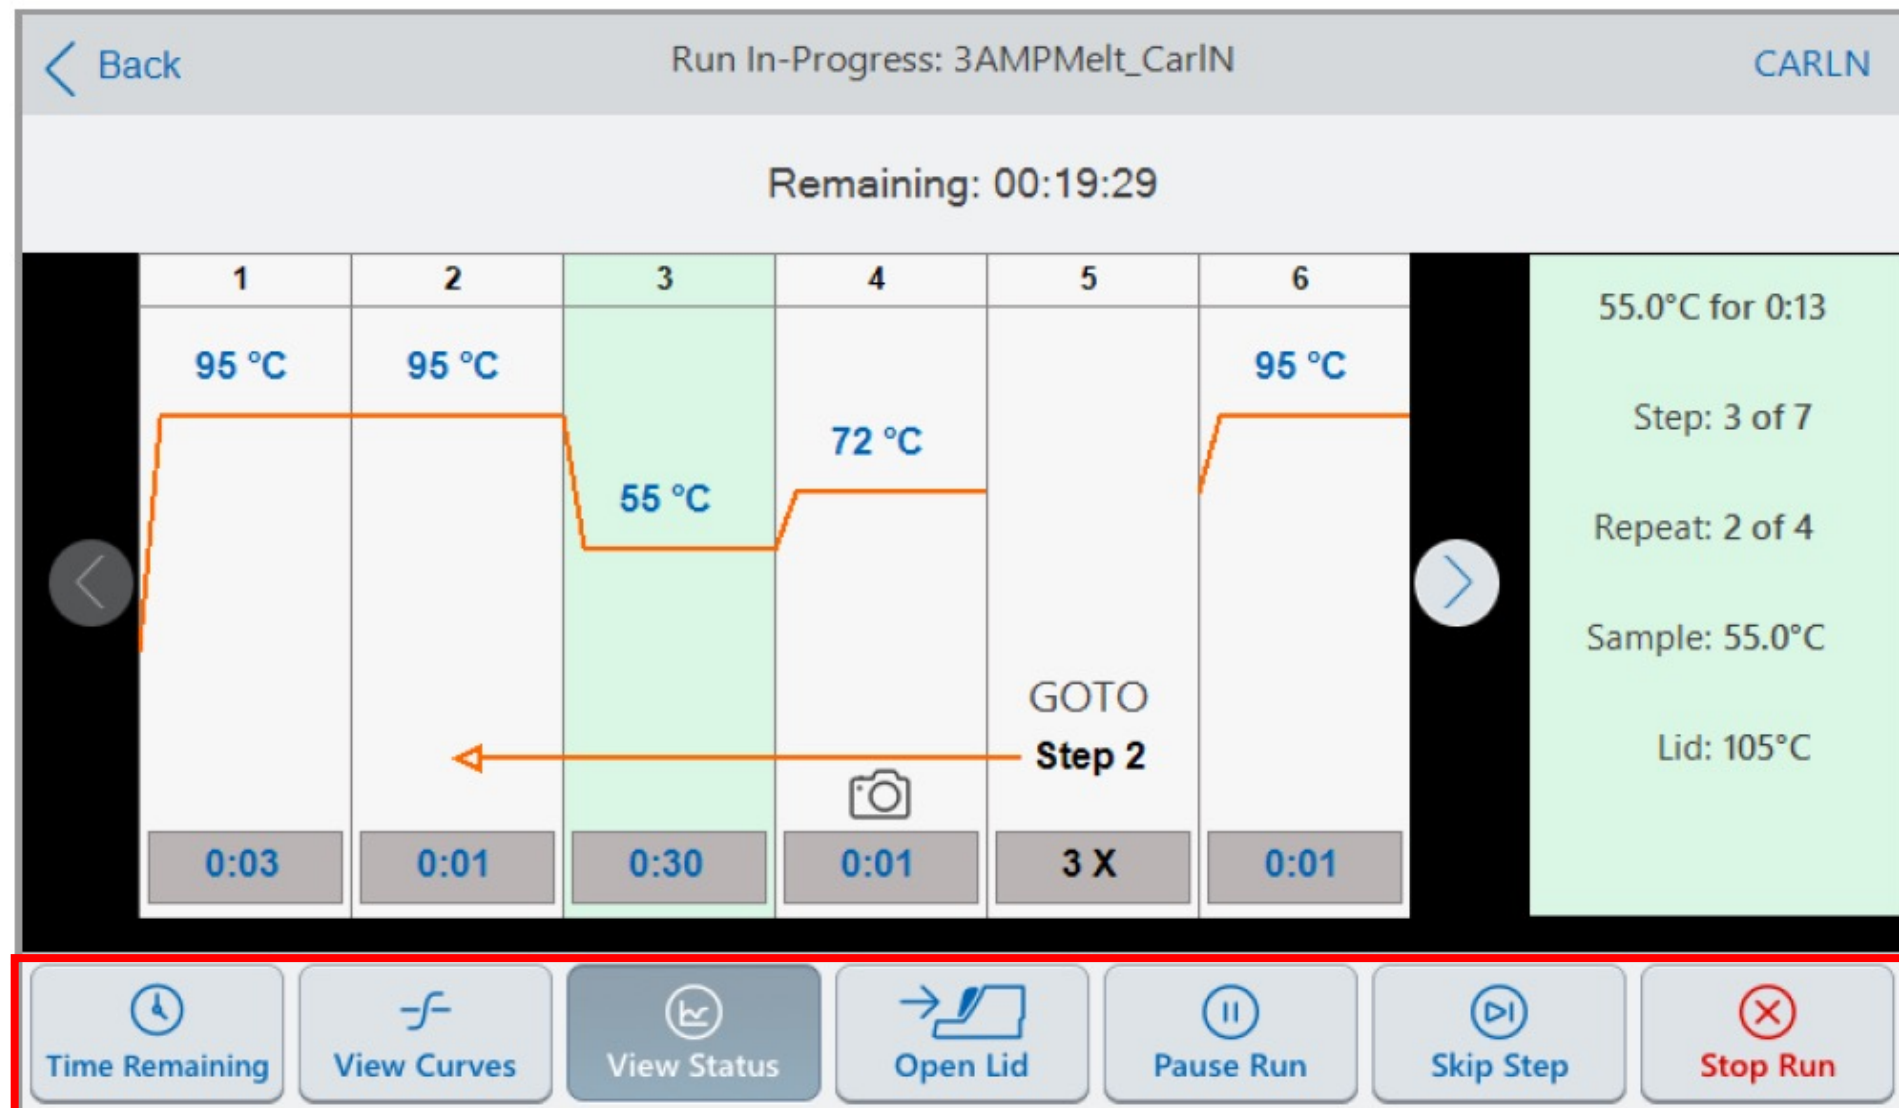 Back
Run In-Progress: 3AMPMelt_CarlN
CARLN
Remaining: 00:19:29
1 2 3 4 5 6
95 °C 95 °C 55 °C 72 °C 95 °C
GOTO
Step 2
0:03 0:01 0:30 0:01 3 X 0:01
55.0°C for 0:13
Step: 3 of 7
Repeat: 2 of 4
Sample: 55.0°C
Lid: 105°C
Time Remaining
View Curves
View Status
Open Lid
Pause Run
Skip Step
Stop Run